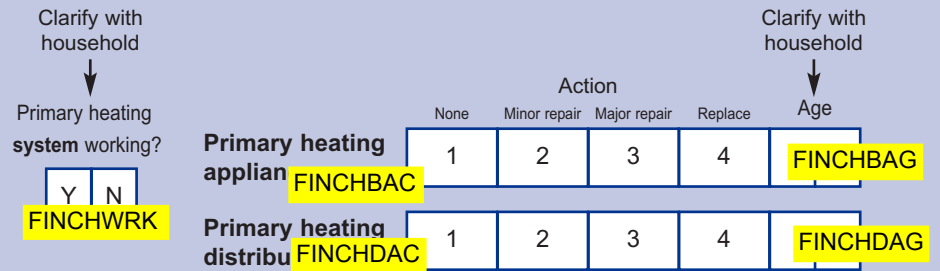 Clarify with
household
Primary heating
system working?
Y N
FINCHWRK
Clarify with
household
Action
None Minor repair Major repair Replace Age
Primary heating
applian
FINCHBAC
1 2 3 4
FINCHBAG
Primary heating
distribu
FINCHDAC
1 2 3 4
FINCHDAG